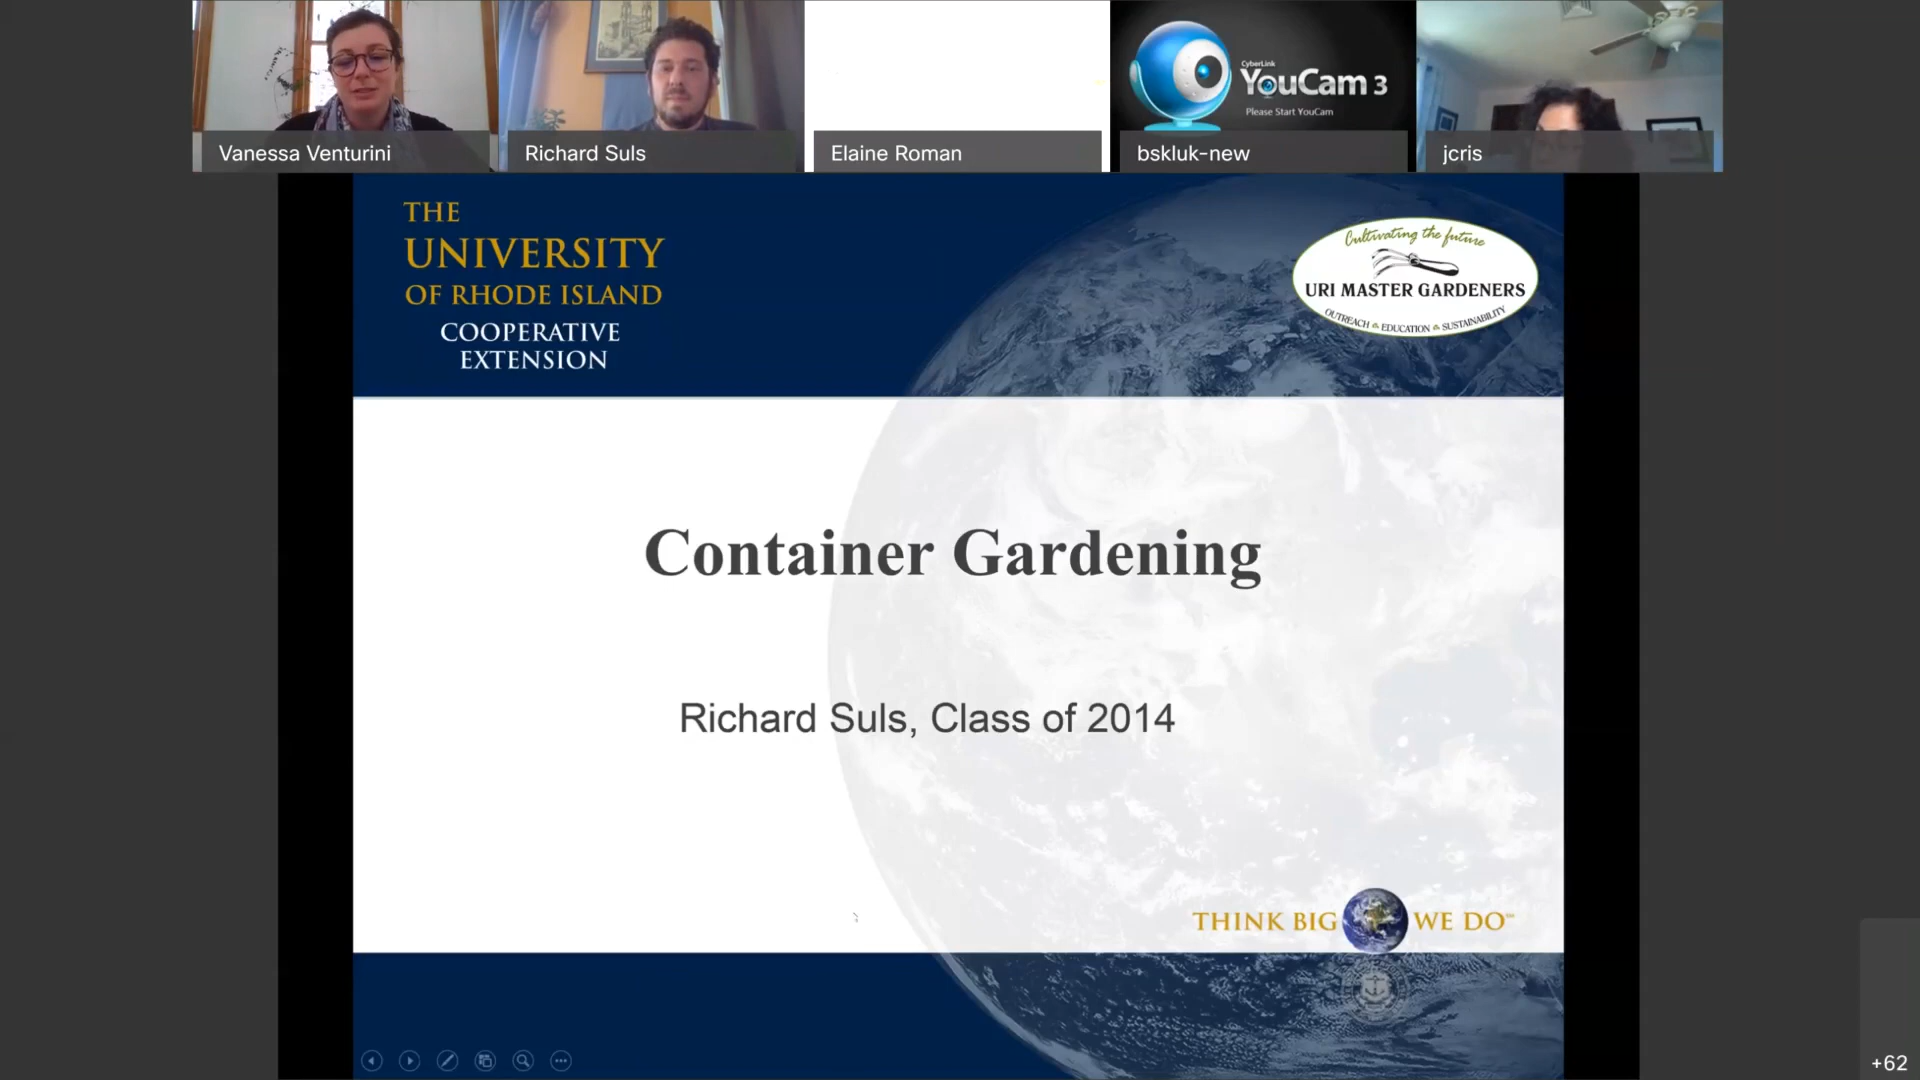 CyberLink
YouCam 3
Please Start YouCam
Vanessa Venturini
Richard Suls
Elaine Roman
bskluk-new
jcris
THE
UNIVERSITY
OF RHODE ISLAND
COOPERATIVE
EXTENSION
Cultivating the future
URI MASTER GARDENERS
OUTREACH EDUCATION SUSTAINABILITY
Container Gardening
Richard Suls, Class of 2014
THINK BIG WE DO™
+62